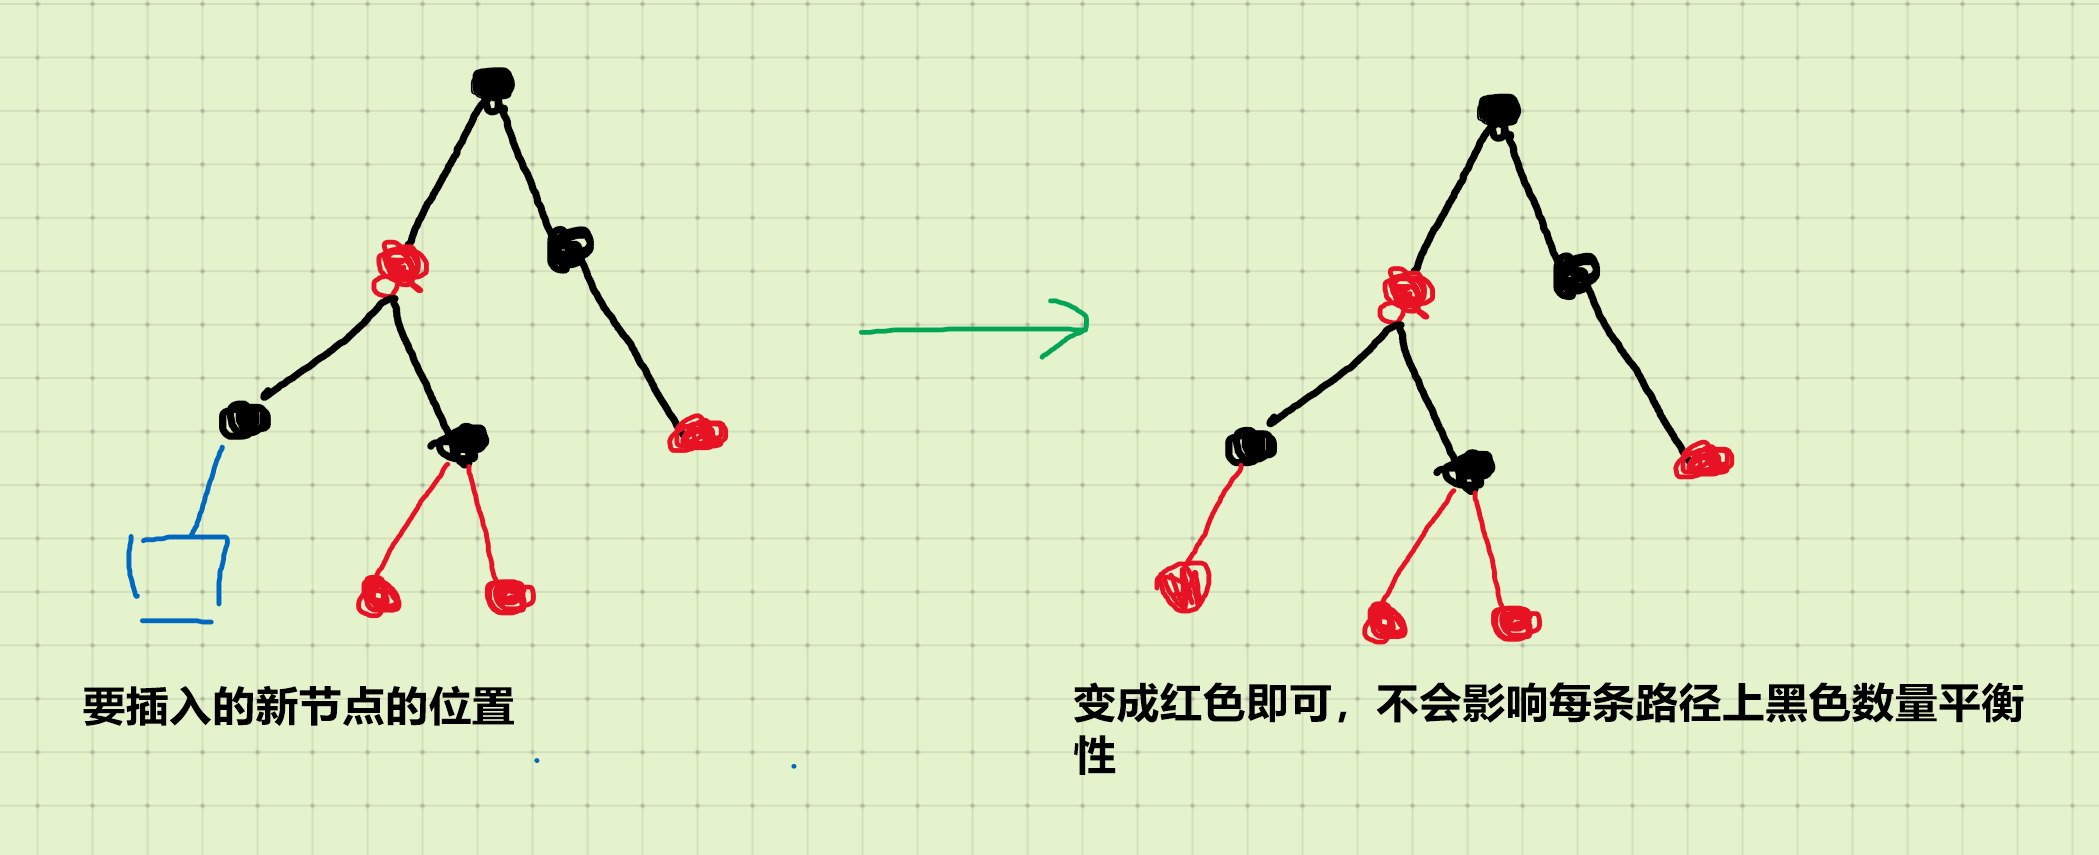 要插入的新节点的位置
变成红色即可，不会影响每条路径上黑色数量平衡
性